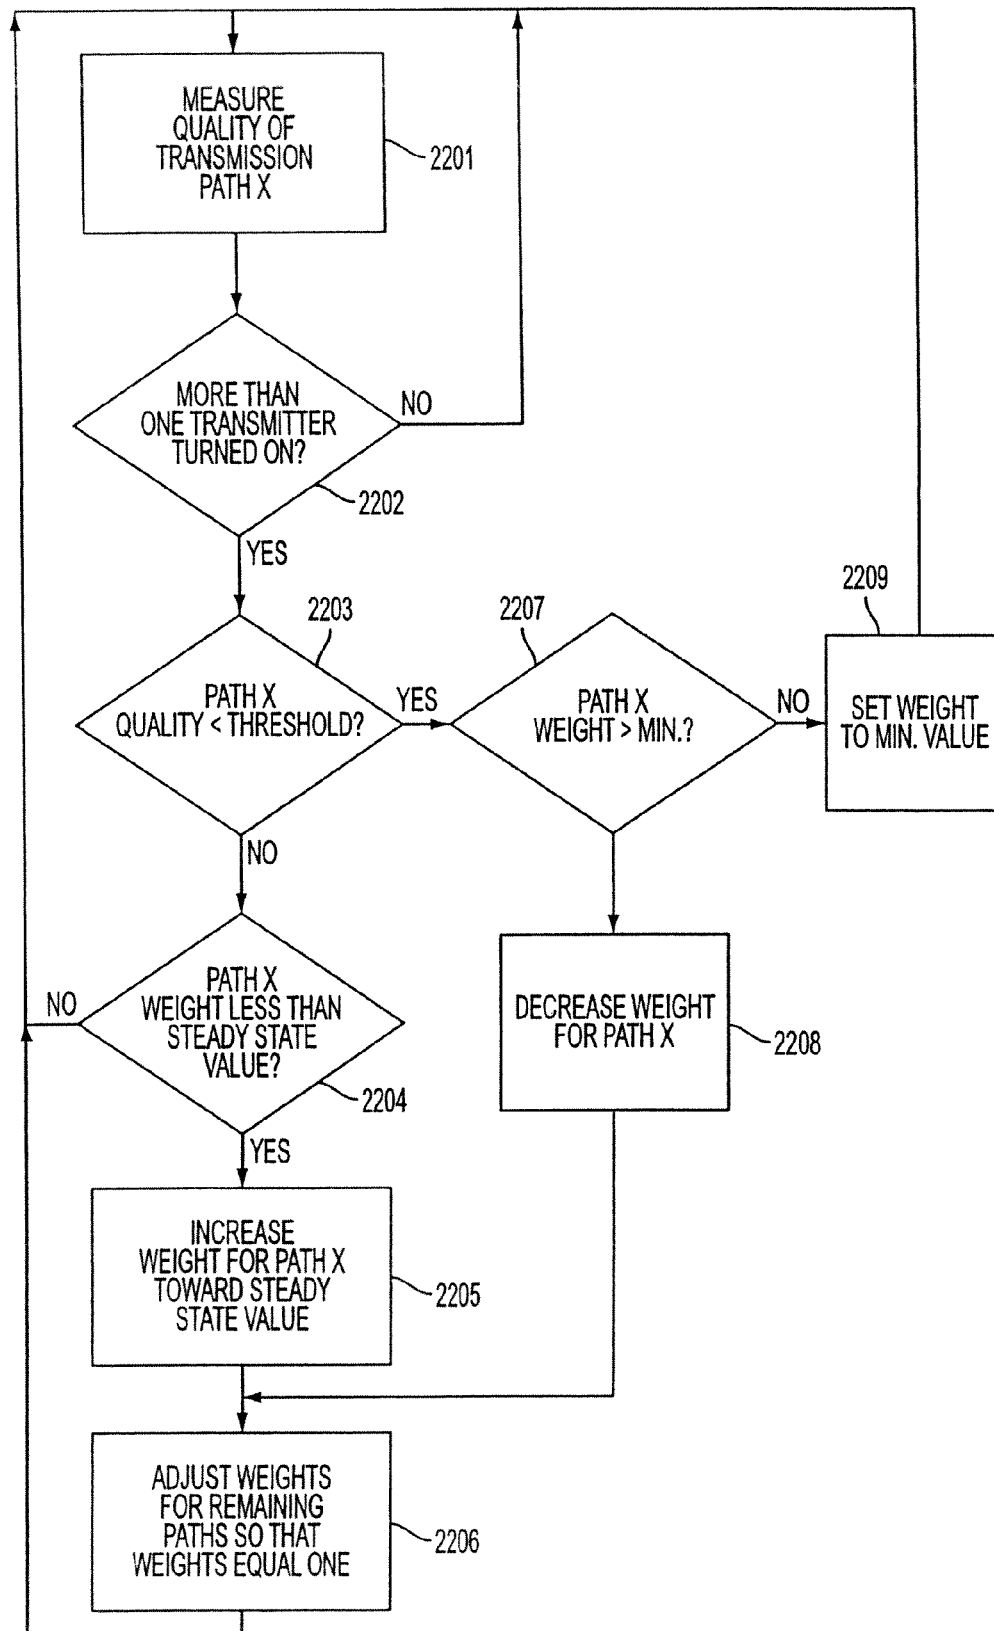 MEASURE
QUALITY OF
TRANSMISSION
PATH X
2201
MORE THAN
ONE TRANSMITTER
TURNED ON?
NO
2202
YES
2203
PATH X
QUALITY < THRESHOLD?
YES
2207
PATH X
WEIGHT > MIN.?
NO
2209
SET WEIGHT
TO MIN. VALUE
NO
PATH X
WEIGHT LESS THAN
STEADY STATE
VALUE?
NO
2204
YES
DECREASE WEIGHT
FOR PATH X
2208
INCREASE
WEIGHT FOR PATH X
TOWARD STEADY
STATE VALUE
2205
ADJUST WEIGHTS
FOR REMAINING
PATHS SO THAT
WEIGHTS EQUAL ONE
2206